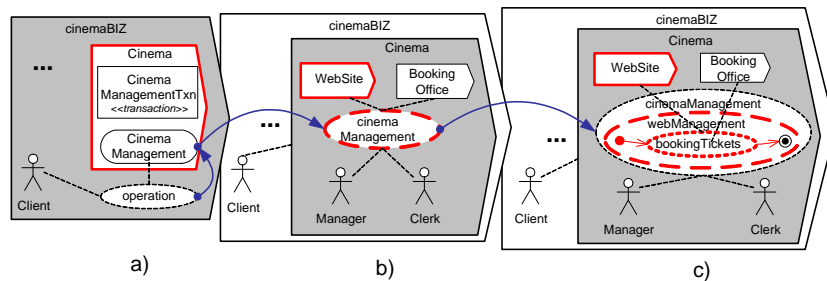 cinemaBIZ
...
Cinema
Cinema
ManagementTxn
<<transaction>>
Cinema
Management
operation
Client
a)
cinemaBIZ
Cinema
WebSite
Booking
Office
...
cinema
Management
Client
Manager
Clerk
b)
cinemaBIZ
Cinema
WebSite
Booking
Office
cinemaManagement
webManagement
bookingTickets
...
Client
Manager
Clerk
c)